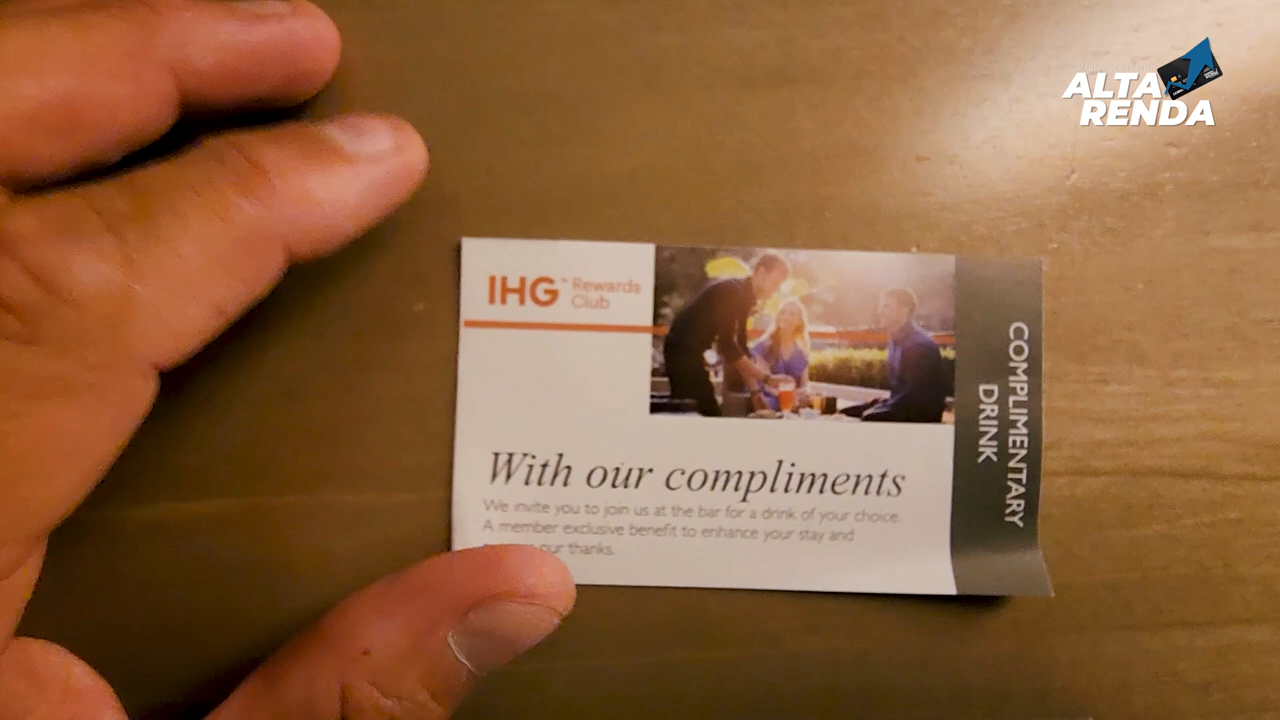 ALTA
RENDA
IHG™ Rewards
Club
COMPLIMENTARY
DRINK
With our compliments
We invite you to join us at the bar for a drink of your choice.
A member exclusive benefit to enhance your stay and
our thanks.